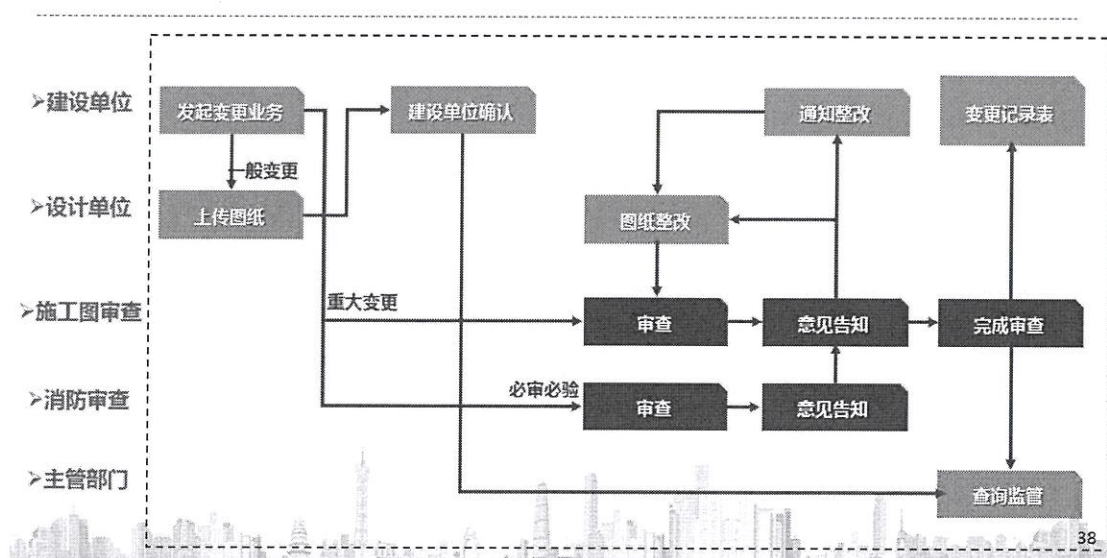 ➢建设单位
发起变更业务
建设单位确认
通知整改
变更记录表
一般变更
➢设计单位
上传图纸
图纸整改
重大变更
➢施工图审查
审查
意见告知
完成审查
必审必验
➢消防审查
审查
意见告知
➢主管部门
查询监管
38